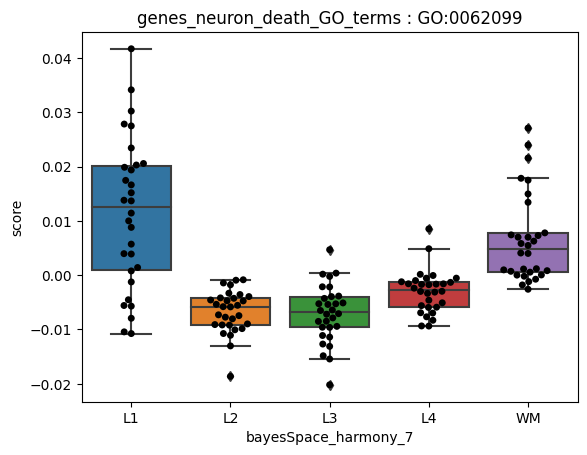 genes_neuron_death_GO_terms : GO:0062099
score
0.04
0.03
0.02
0.01
0.00
−0.01
−0.02
L1 L2 L3 L4 WM
bayesSpace_harmony_7